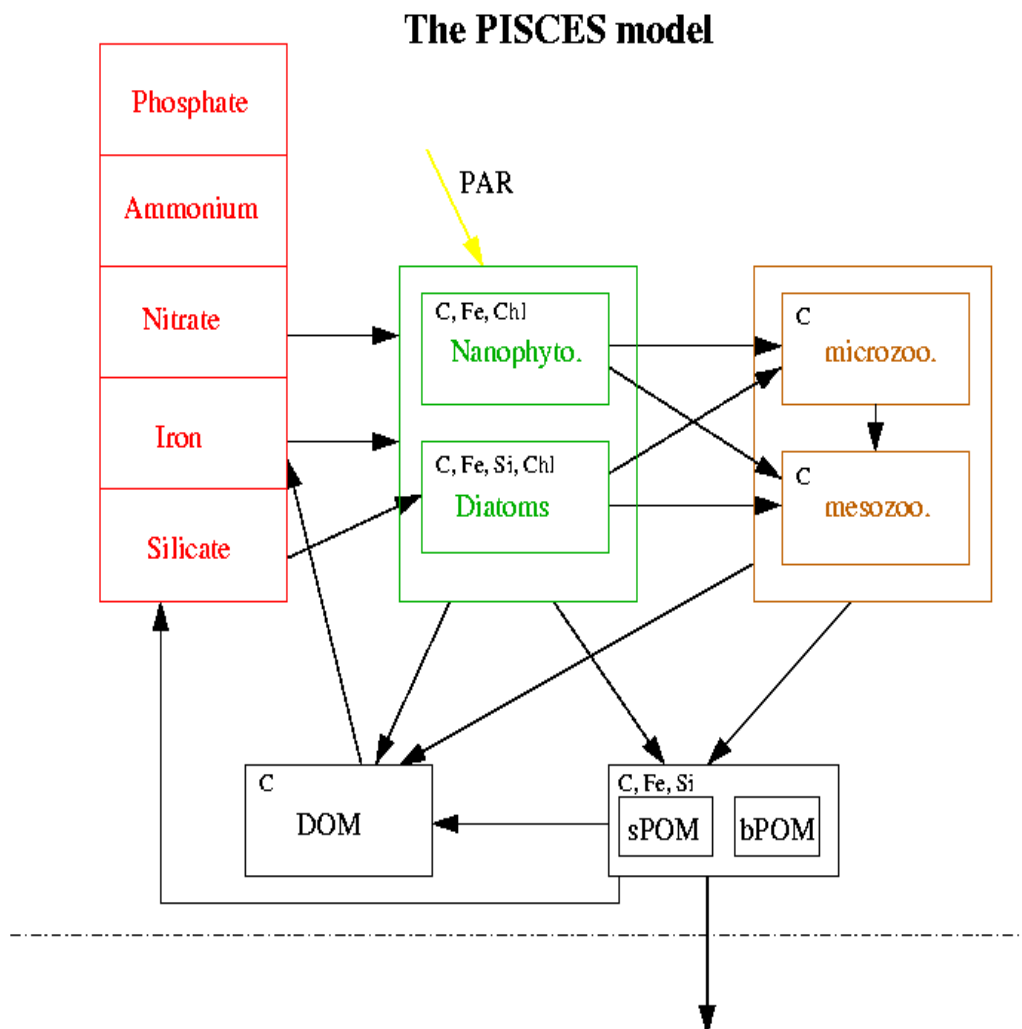 The PISCES model
Phosphate
Ammonium
Nitrate
Iron
Silicate
PAR
C, Fe, Chl
Nanophyto.
C, Fe, Si, Chl
Diatoms
C
microzoo.
C
mesozoo.
C
DOM
C, Fe, Si
sPOM
bPOM